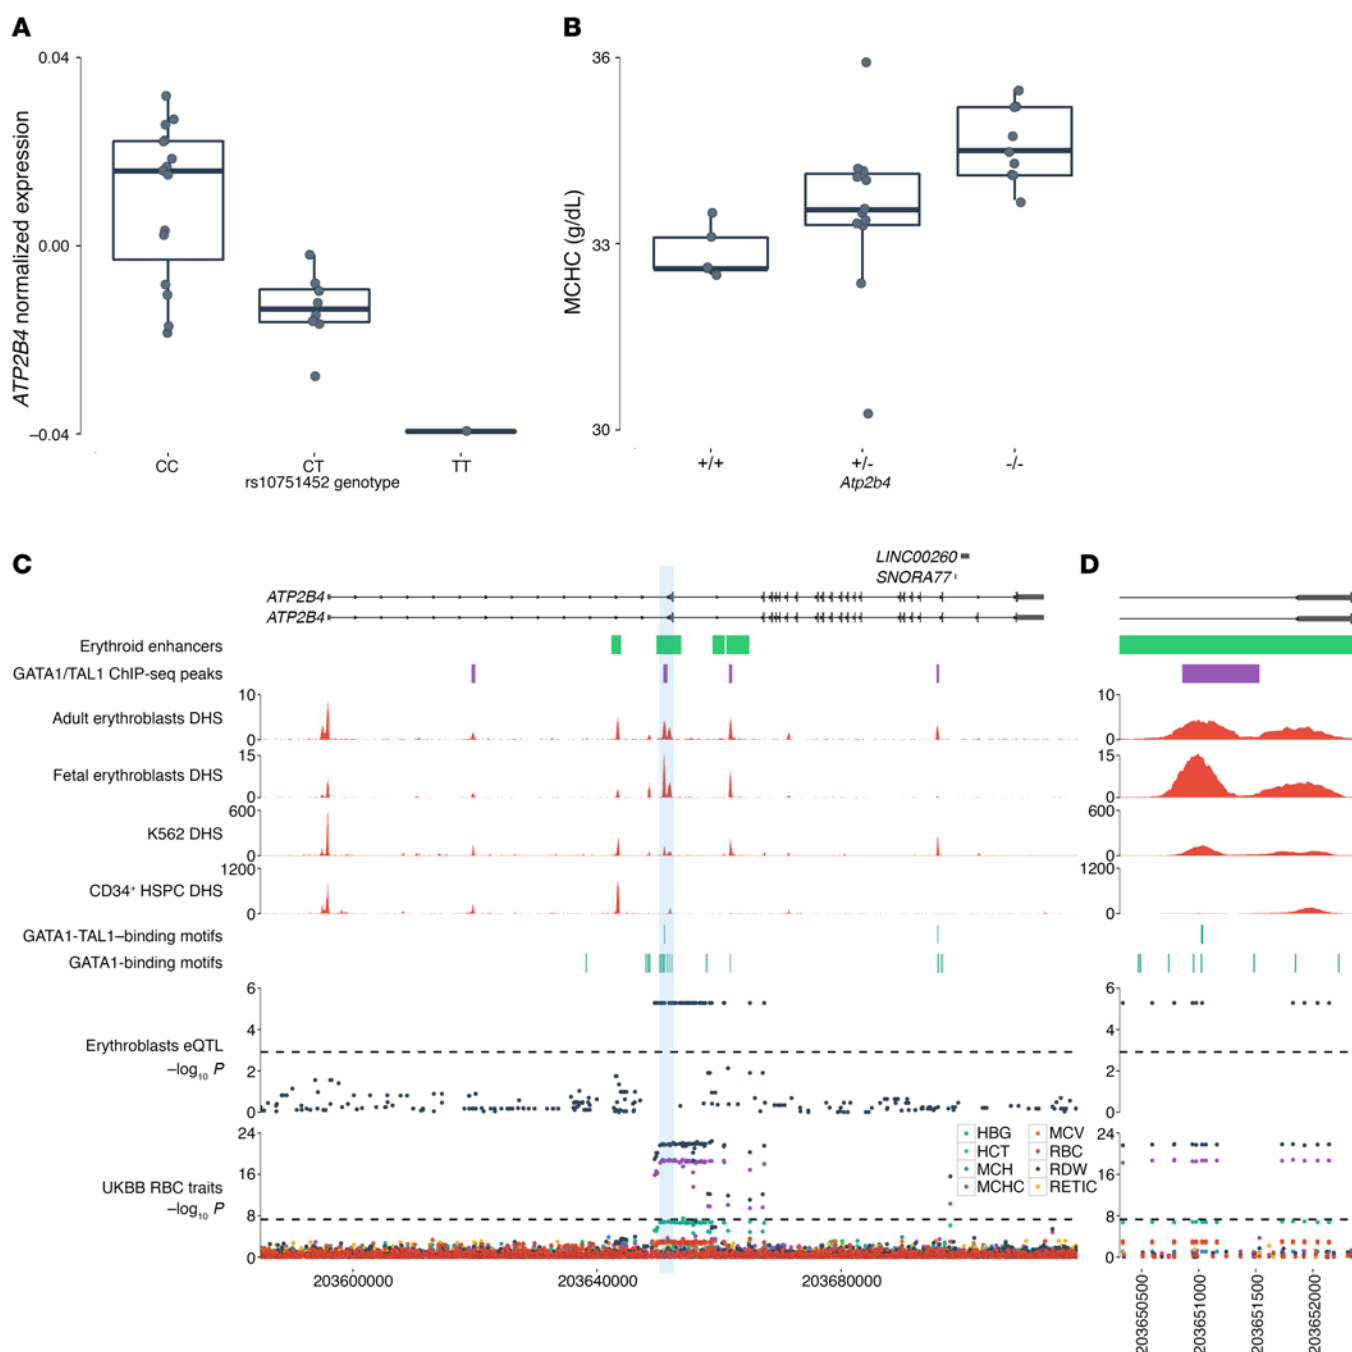 A
0.04
0.00
–0.04
ATP2B4 normalized expression
CC
CT
TT
rs10751452 genotype
B
36
33
30
MCHC (g/dL)
+/+
+/-
-/-
Atp2b4
C
LINC00260
SNORA77
ATP2B4
ATP2B4
Erythroid enhancers
GATA1/TAL1 ChIP-seq peaks
10
Adult erythroblasts DHS
0
15
Fetal erythroblasts DHS
0
600
K562 DHS
0
1200
CD34+ HSPC DHS
0
GATA1-TAL1–binding motifs
GATA1-binding motifs
6
4
Erythroblasts eQTL
–log10 P
2
0
HBG MCV
HCT RBC
MCH RDW
MCHC RETIC
24
16
UKBB RBC traits
–log10 P
8
0
203600000 203640000 203680000
D
10
0
15
0
600
0
1200
0
6
4
2
0
24
16
8
0
203650500
203651000
203651500
203652000